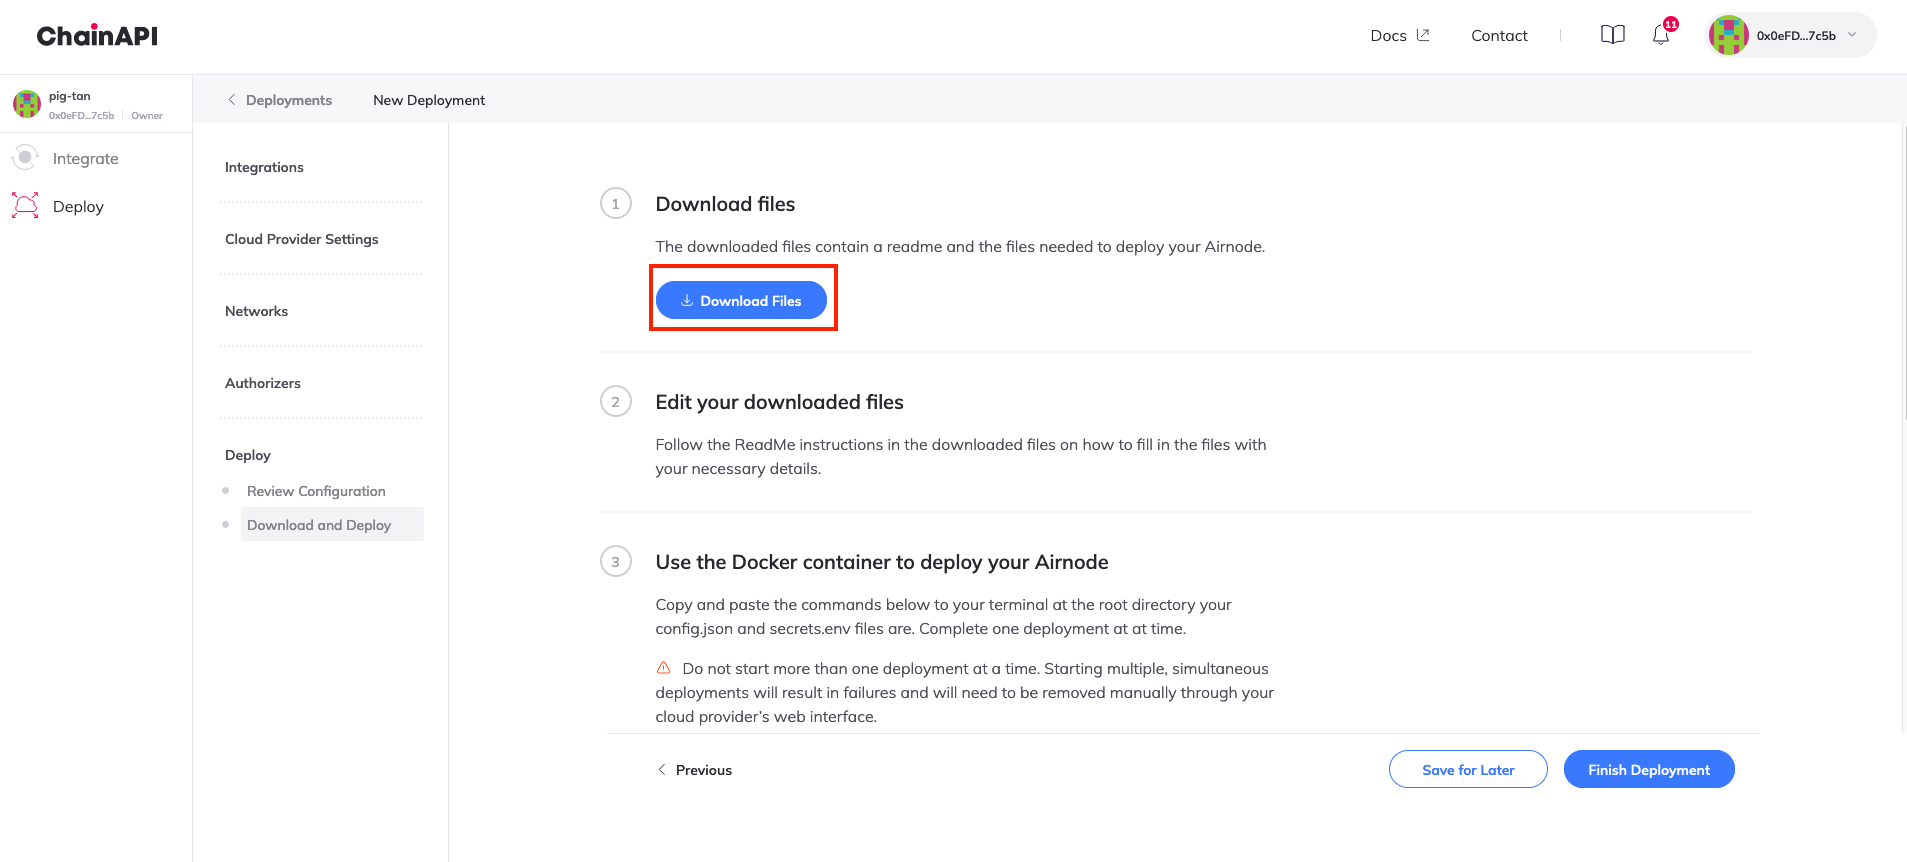 ChainAPI
Docs
Contact
11
0x0eFD...7c5b
pig-tan
0x0eFD...7c5b
Owner
Integrate
Deploy
Deployments
New Deployment
Integrations
Cloud Provider Settings
Networks
Authorizers
Deploy
Review Configuration
Download and Deploy
1
Download files
The downloaded files contain a readme and the files needed to deploy your Airnode.
Download Files
2
Edit your downloaded files
Follow the ReadMe instructions in the downloaded files on how to fill in the files with
your necessary details.
3
Use the Docker container to deploy your Airnode
Copy and paste the commands below to your terminal at the root directory your
config.json and secrets.env files are. Complete one deployment at at time.
Do not start more than one deployment at a time. Starting multiple, simultaneous
deployments will result in failures and will need to be removed manually through your
cloud provider's web interface.
Previous
Save for Later
Finish Deployment